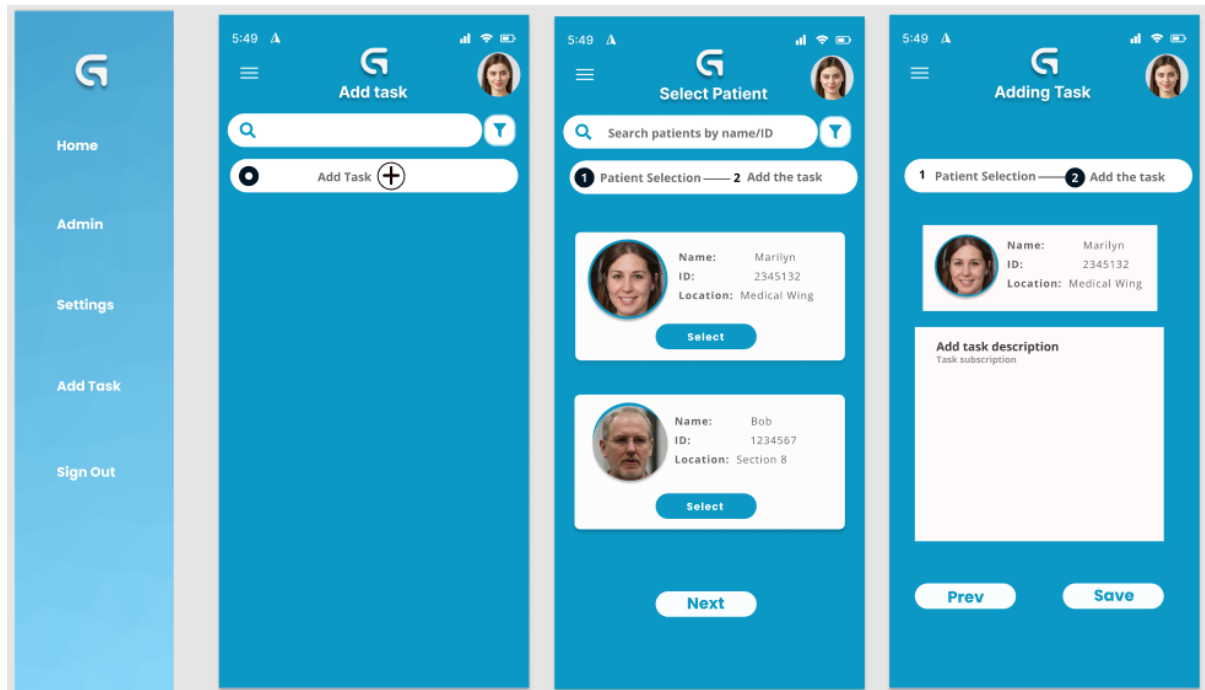 Home
Admin
Settings
Add Task
Sign Out
5:49
Add task
Add Task
5:49
Select Patient
Search patients by name/ID
1 Patient Selection 2 Add the task
Name: Marilyn
ID: 2345132
Location: Medical Wing
Select
Name: Bob
ID: 1234567
Location: Section 8
Select
Next
5:49
Adding Task
1 Patient Selection 2 Add the task
Name: Marilyn
ID: 2345132
Location: Medical Wing
Add task description
Task subscription
Prev
Save